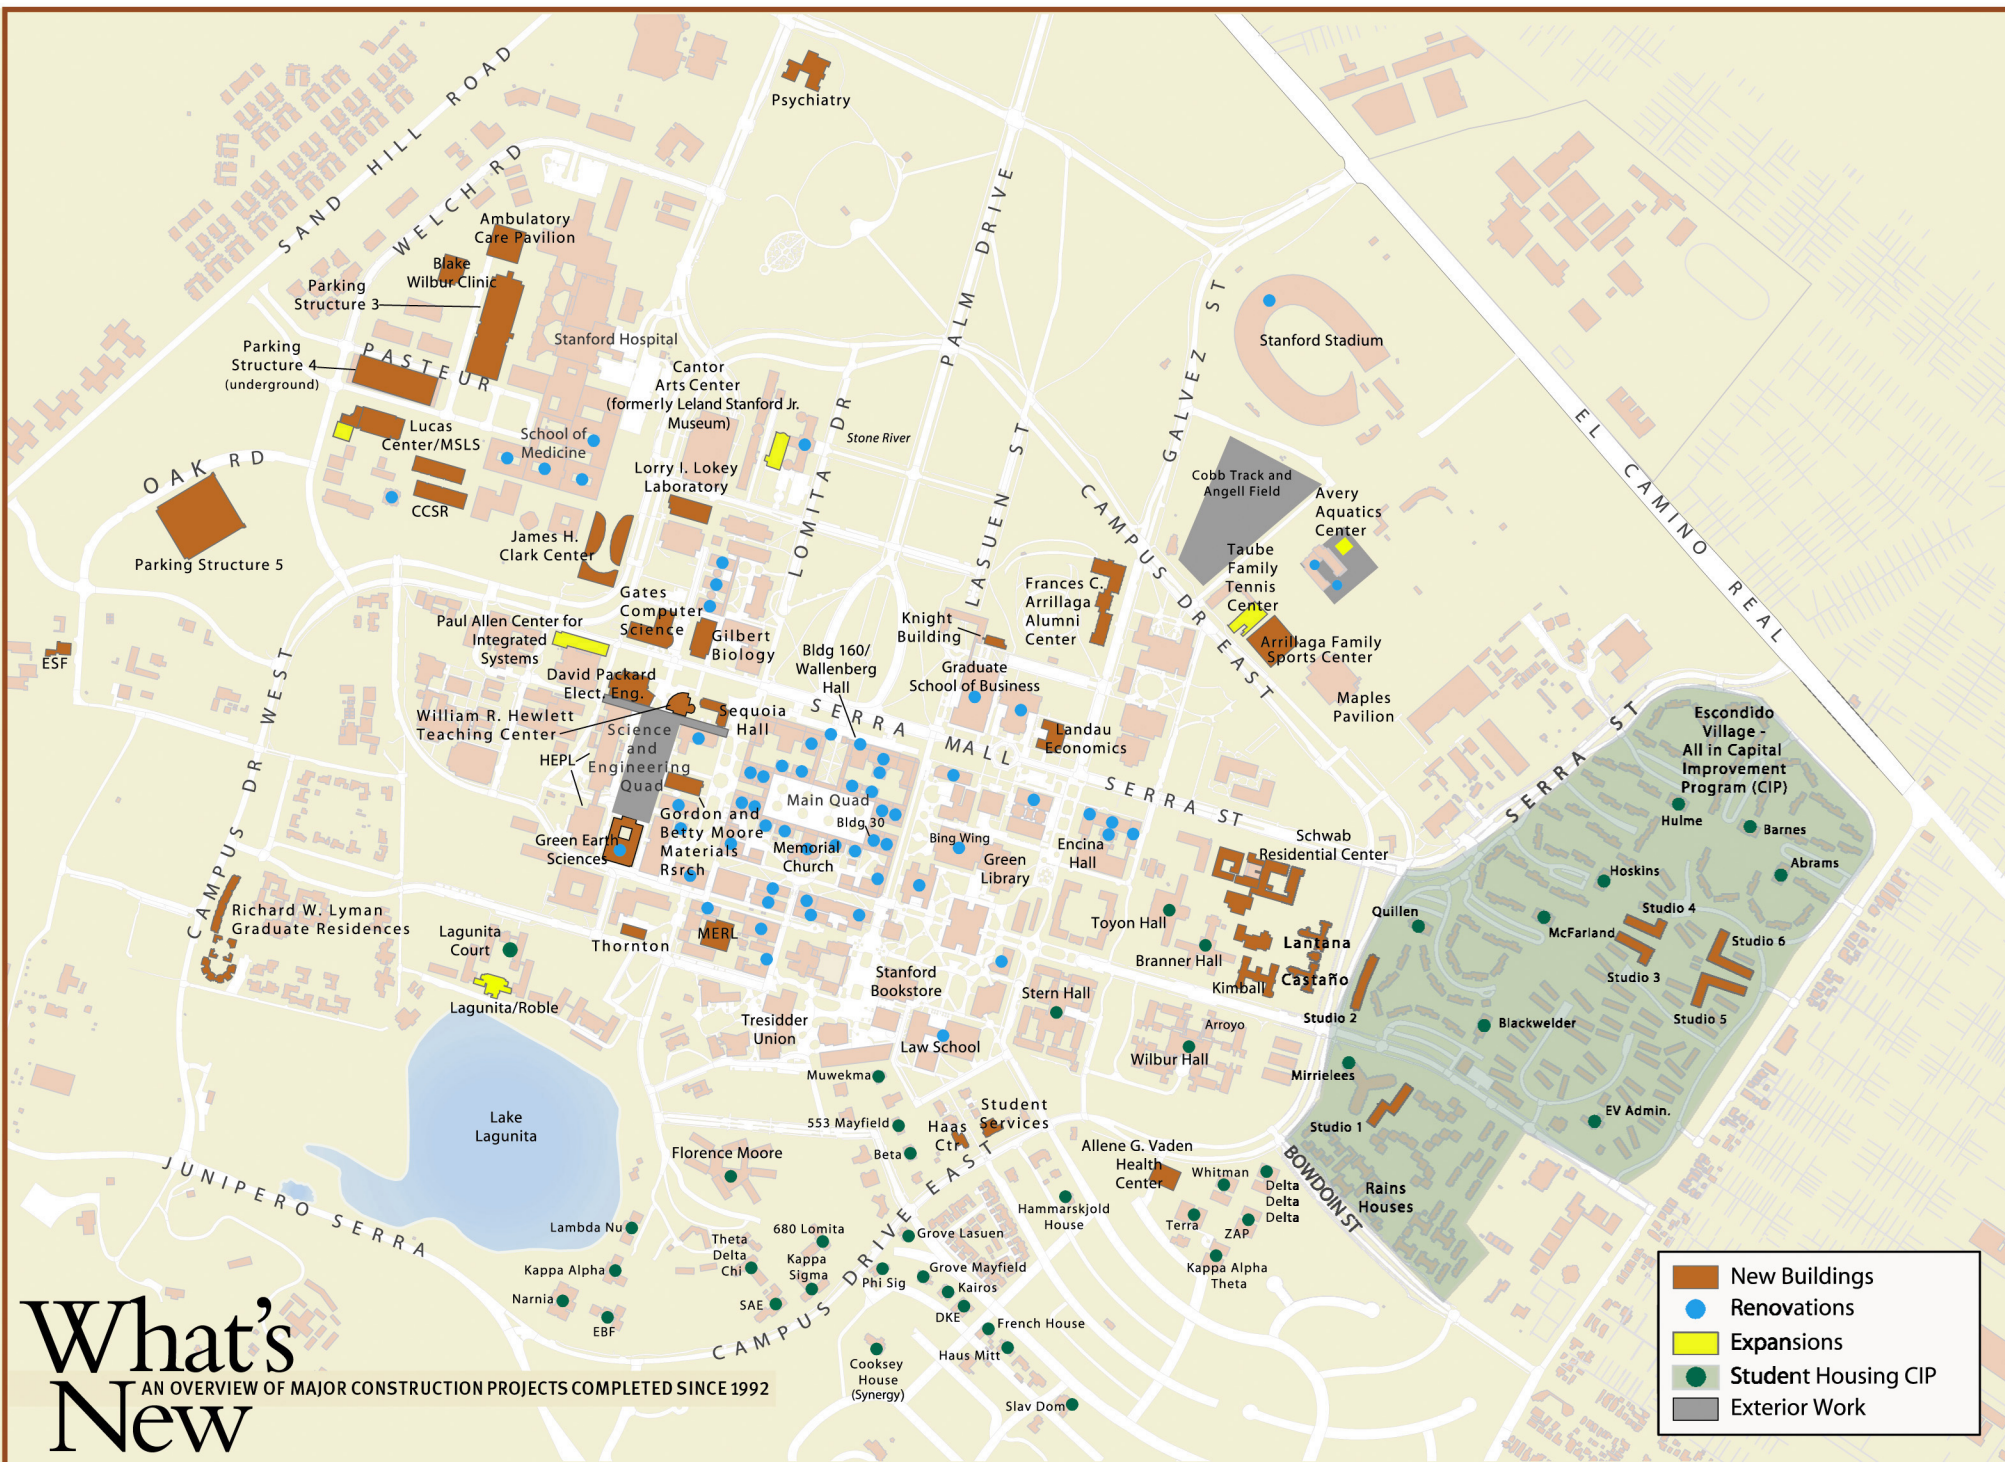 Psychiatry
SAND HILL ROAD
WELCH RD
PALM DRIVE
Ambulatory
Care Pavilion
Blake
Wilbur Clinic
Parking
Structure 3
Parking
Structure 4
(underground)
PASTEUR
Stanford Hospital
GALVEZ ST
Stanford Stadium
EL CAMINO REAL
Cantor
Arts Center
(formerly Leland Stanford Jr.
Museum)
LOMITA DR
Stone River
LASUEN ST
Lucas
Center/MSLS
School of
Medicine
OAK RD
CCSR
Parking Structure 5
Lorry I. Lokey
Laboratory
James H.
Clark Center
CAMPUS DR EAST
Cobb Track and
Angell Field
Avery
Aquatics
Center
Taube
Family
Tennis
Center
Arrillaga Family
Sports Center
Maples
Pavilion
Frances C.
Arrillaga
Alumni
Center
Knight
Building
Graduate
School of Business
Landau
Economics
Gates
Computer
Science
Gilbert
Biology
Paul Allen Center for
Integrated
Systems
David Packard
Elect. Eng.
William R. Hewlett
Teaching Center
Sequoia
Hall
Bldg 160/
Wallenberg
Hall
ESF
CAMPUS DR WEST
Science
and
Engineering
Quad
HEPL
SERRA MALL
SERRA ST
SERRA ST
Main Quad
Bldg 30
Gordon and
Betty Moore
Materials
Rsrch
Memorial
Church
Green Earth
Sciences
Bing Wing
Green
Library
Encina
Hall
Schwab
Residential Center
Escondido
Village -
All in Capital
Improvement
Program (CIP)
Hulme
Barnes
Abrams
Hoskins
Quillen
McFarland
Studio 4
Studio 6
Studio 3
Studio 5
Blackwelder
EV Admin.
Richard W. Lyman
Graduate Residences
Lagunita
Court
Lagunita/Roble
Thornton
MERL
Toyon Hall
Branner Hall
Lantana
Castaño
Kimball
Studio 2
Stanford
Bookstore
Stern Hall
Tresidder
Union
Law School
Arroyo
Wilbur Hall
Mirrielees
Studio 1
Muwekma
553 Mayfield
Beta
Haas
Ctr
Student
Services
Lake
Lagunita
Florence Moore
Allene G. Vaden
Health
Center
Whitman
Delta
Delta
Delta
Terra
ZAP
Kappa Alpha
Theta
BOWDOIN ST
Rains
Houses
Hammarskjold
House
JUNIPERO SERRA
Lambda Nu
Kappa Alpha
Narnia
EBF
Theta
Delta
Chi
680 Lomita
Kappa
Sigma
SAE
CAMPUS DRIVE EAST
Grove Lasuen
Phi Sig
Grove Mayfield
Kairos
DKE
French House
Haus Mitt
Cooksey
House
(Synergy)
Slav Dom
What's
New
AN OVERVIEW OF MAJOR CONSTRUCTION PROJECTS COMPLETED SINCE 1992
New Buildings
Renovations
Expansions
Student Housing CIP
Exterior Work